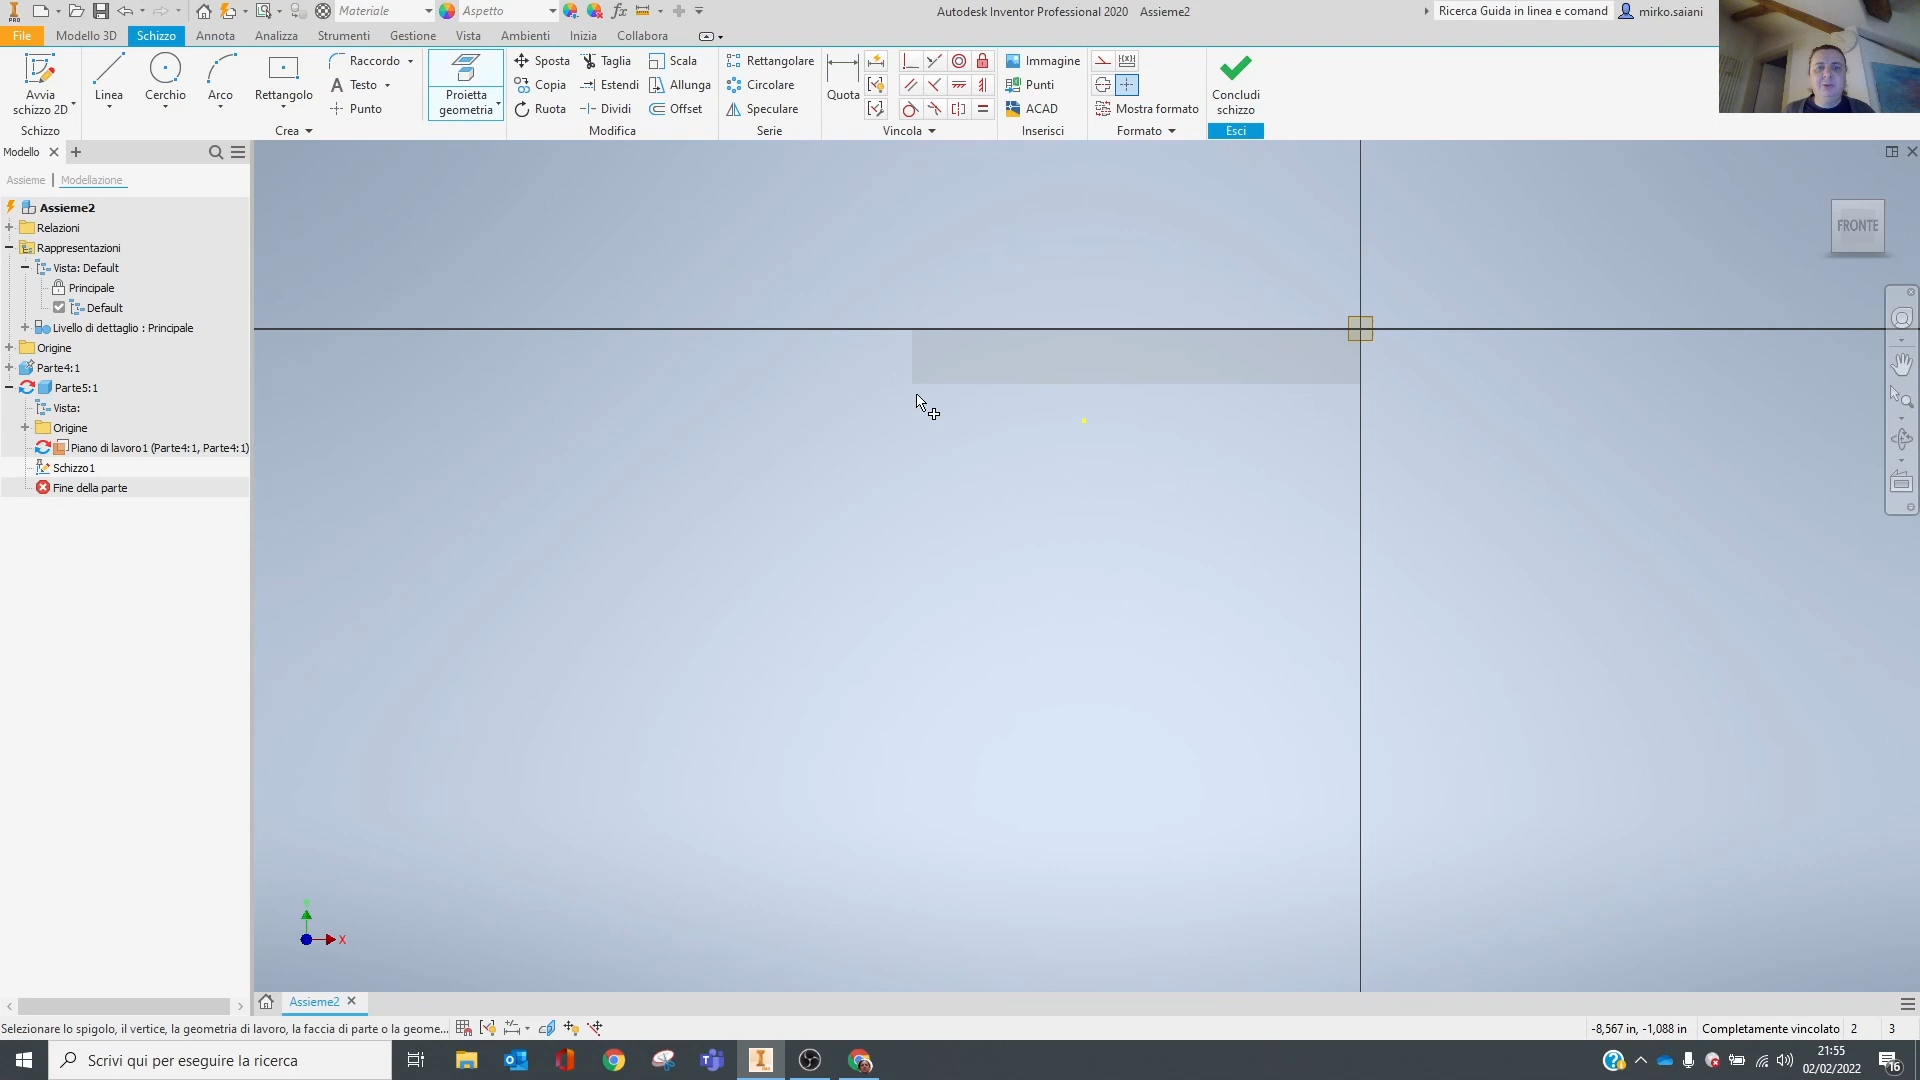 Materiale
Aspetto
Autodesk Inventor Professional 2020 Assieme2
Ricerca Guida in linea e comand
mirko.saiani
File Modello 3D Schizzo Annota Analizza Strumenti Gestione Vista Ambienti Inizia Collabora
Avvia
schizzo 2D
Linea
Cerchio
Arco
Rettangolo
Raccordo
Testo
Punto
Proietta
geometria
Sposta
Copia
Ruota
Taglia
Estendi
Dividi
Scala
Allunga
Offset
Rettangolare
Circolare
Speculare
Quota
Immagine
Punti
ACAD
Mostra formato
Concludi
schizzo
Schizzo
Crea
Modifica
Serie
Vincola
Inserisci
Formato
Esci
Modello
Assieme | Modellazione
Assieme2
Relazioni
Rappresentazioni
Vista: Default
Principale
Default
Livello di dettaglio : Principale
Origine
Parte4:1
Parte5:1
Vista:
Origine
Piano di lavoro1 (Parte4:1, Parte4:1)
Schizzo1
Fine della parte
FRONTE
X
Assieme2
Selezionare lo spigolo, il vertice, la geometria di lavoro, la faccia di parte o la geome...
-8,567 in, -1,088 in Completamente vincolato 2 3
Scrivi qui per eseguire la ricerca
21:55
02/02/2022
16